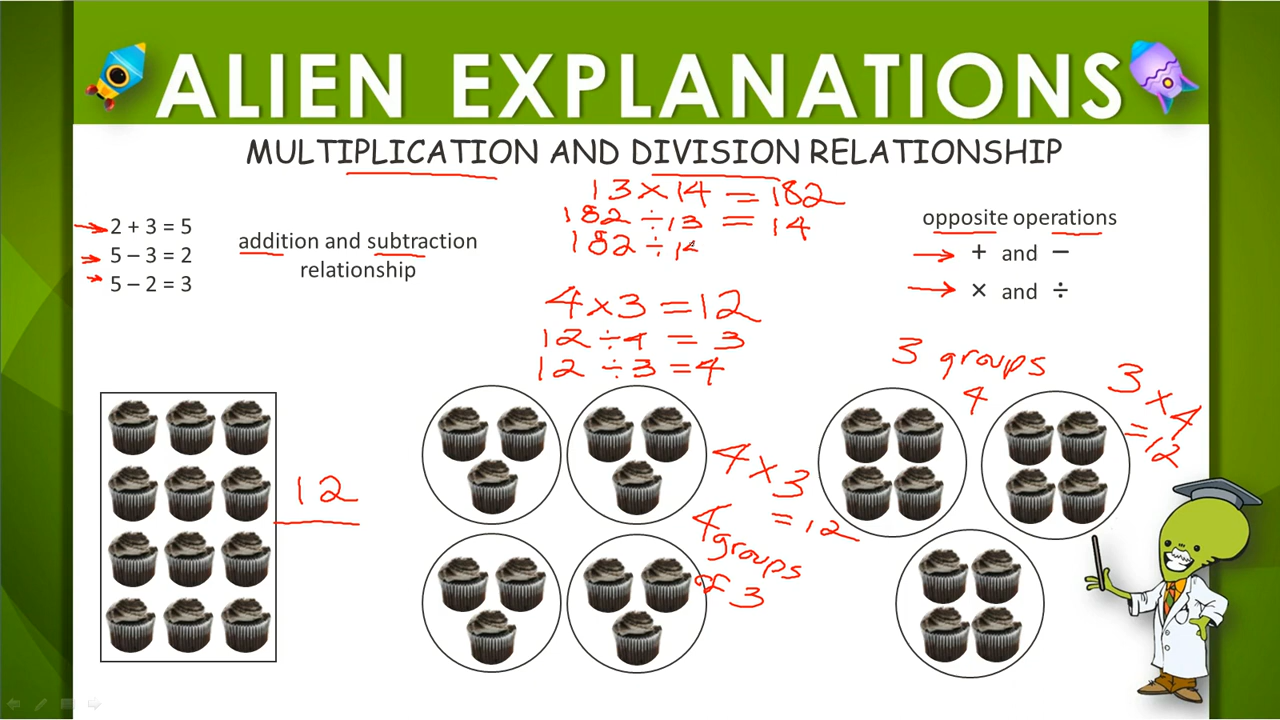 ALIEN EXPLANATIONS
MULTIPLICATION AND DIVISION RELATIONSHIP
13 × 14 = 182
182 ÷ 13 = 14
182 ÷ 14
2 + 3 = 5
5 – 3 = 2
5 – 2 = 3
addition and subtraction
relationship
opposite operations
+ and –
× and ÷
4 × 3 = 12
12 ÷ 4 = 3
12 ÷ 3 = 4
12
4 × 3
= 12
4
groups
of 3
3 groups
4
3 × 4
= 12